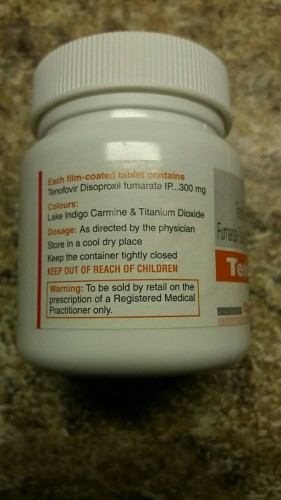 Each film-coated tablet contains
Tenofovir Disoproxil fumarate IP...300 mg
Colours:
Lake Indigo Carmine & Titanium Dioxide
Dosage: As directed by the physician
Store in a cool dry place
Keep the container tightly closed
KEEP OUT OF REACH OF CHILDREN
Warning: To be sold by retail on the
prescription of a Registered Medical
Practitioner only.
Fumarate